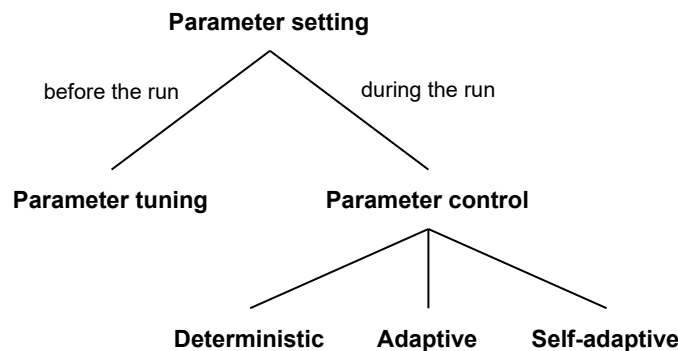 Parameter setting
before the run
during the run
Parameter tuning
Parameter control
Deterministic
Adaptive
Self-adaptive